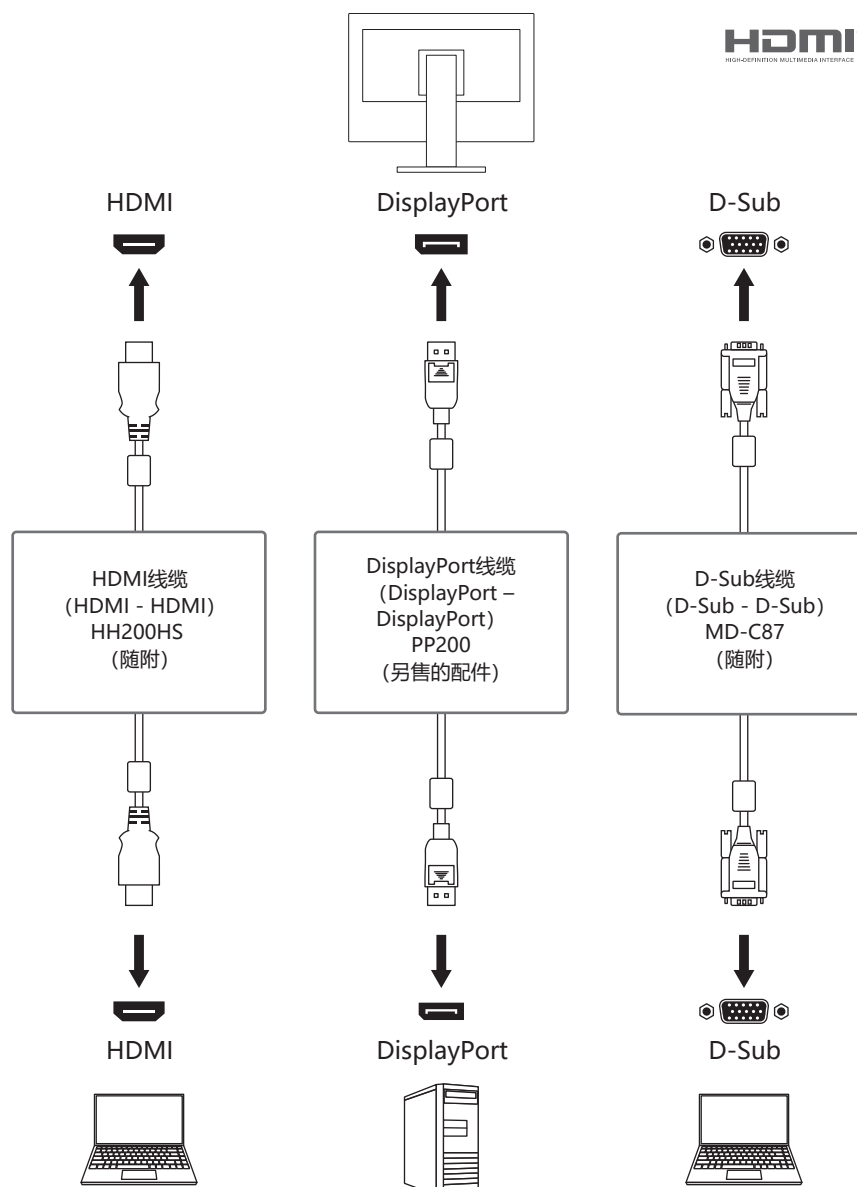 HDMI
HIGH-DEFINITION MULTIMEDIA INTERFACE
HDMI
DisplayPort
D-Sub
HDMI线缆
（HDMI - HDMI）
HH200HS
（随附）
DisplayPort线缆
（DisplayPort –
DisplayPort）
PP200
（另售的配件）
D-Sub线缆
（D-Sub - D-Sub）
MD-C87
（随附）
HDMI
DisplayPort
D-Sub